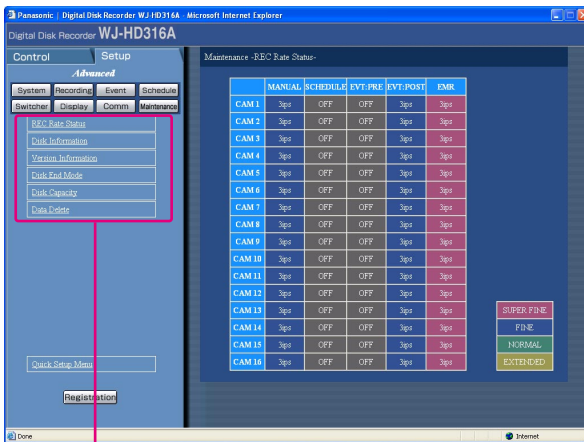 Panasonic | Digital Disk Recorder WJ-HD316A - Microsoft Internet Explorer
Digital Disk Recorder WJ-HD316A
Control Setup
Advanced
System Recording Event Schedule
Switcher Display Comm Maintenance
REC Rate Status
Disk Information
Version Information
Disk End Mode
Disk Capacity
Data Delete
Quick Setup Menu
Registration
Maintenance -REC Rate Status-
MANUAL SCHEDULE EVT:PRE EVT:POST EMR
CAM 1 3ips OFF OFF 3ips 3ips
CAM 2 3ips OFF OFF 3ips 3ips
CAM 3 3ips OFF OFF 3ips 3ips
CAM 4 3ips OFF OFF 3ips 3ips
CAM 5 3ips OFF OFF 3ips 3ips
CAM 6 3ips OFF OFF 3ips 3ips
CAM 7 3ips OFF OFF 3ips 3ips
CAM 8 3ips OFF OFF 3ips 3ips
CAM 9 3ips OFF OFF 3ips 3ips
CAM 10 3ips OFF OFF 3ips 3ips
CAM 11 3ips OFF OFF 3ips 3ips
CAM 12 3ips OFF OFF 3ips 3ips
CAM 13 3ips OFF OFF 3ips 3ips
CAM 14 3ips OFF OFF 3ips 3ips
CAM 15 3ips OFF OFF 3ips 3ips
CAM 16 3ips OFF OFF 3ips 3ips
SUPER FINE
FINE
NORMAL
EXTENDED
Done
Internet